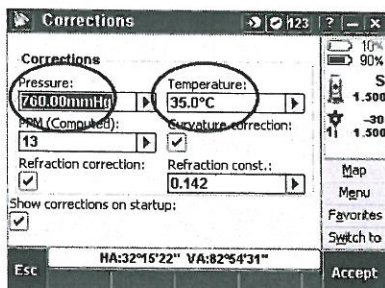 Corrections
123 ? – X
10%
90%
Corrections
Pressure:
Temperature:
760.00mmHg
35.0°C
PPM (Computed):
Curvature correction:
13
Refraction correction:
Refraction const.:
0.142
Show corrections on startup:
S
1.500
-30
1.500
Map
Menu
Favorites
Switch to
HA:32°15'22" VA:82°54'31"
Esc
Accept